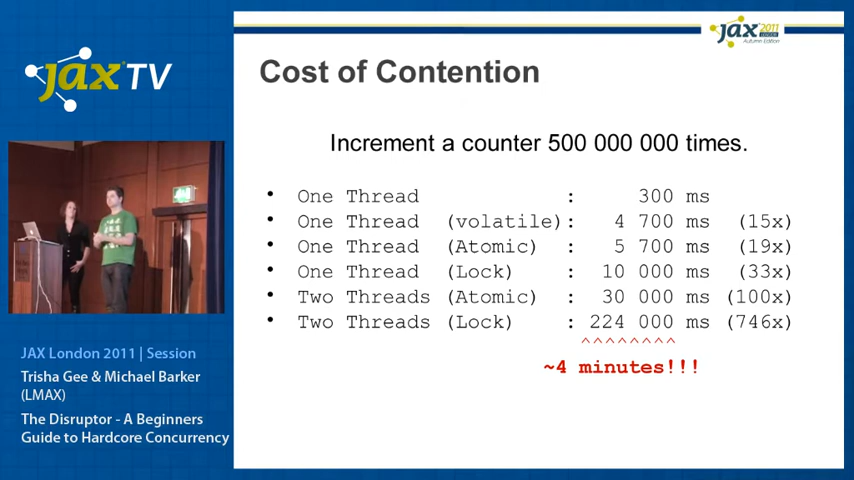 jax TV
jax 2011
LONDON
Autumn Edition
Cost of Contention
Increment a counter 500 000 000 times.
• One Thread : 300 ms
• One Thread (volatile): 4 700 ms (15x)
• One Thread (Atomic) : 5 700 ms (19x)
• One Thread (Lock) : 10 000 ms (33x)
• Two Threads (Atomic) : 30 000 ms (100x)
• Two Threads (Lock) : 224 000 ms (746x)
^^^^^^^^
~4 minutes!!!
JAX London 2011 | Session
Trisha Gee & Michael Barker
(LMAX)
The Disruptor - A Beginners
Guide to Hardcore Concurrency